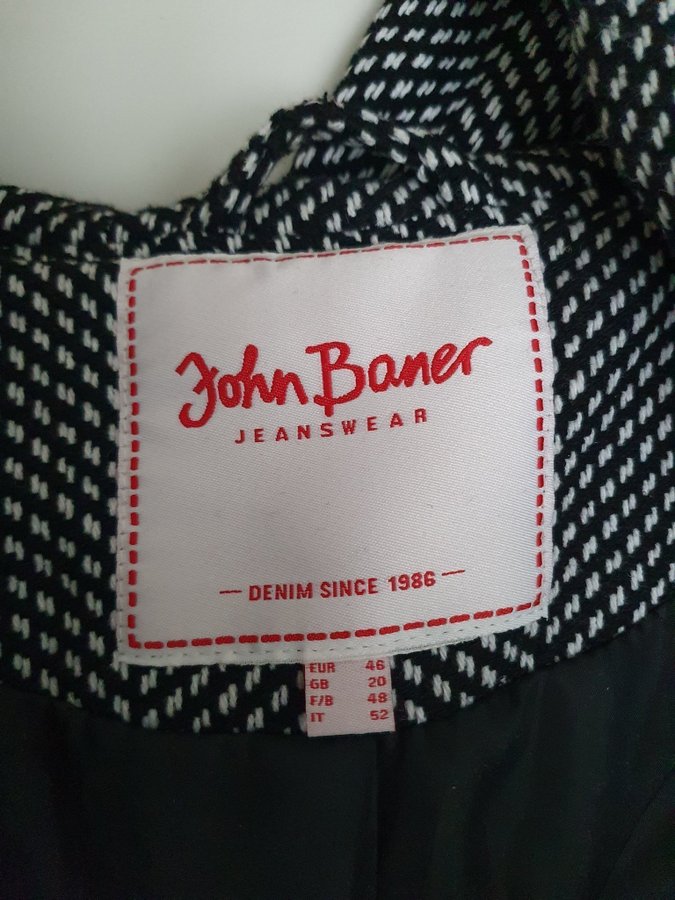 John Baner
JEANSWEAR
— DENIM SINCE 1986 —
EUR 46
GB 20
F/B 48
IT 52